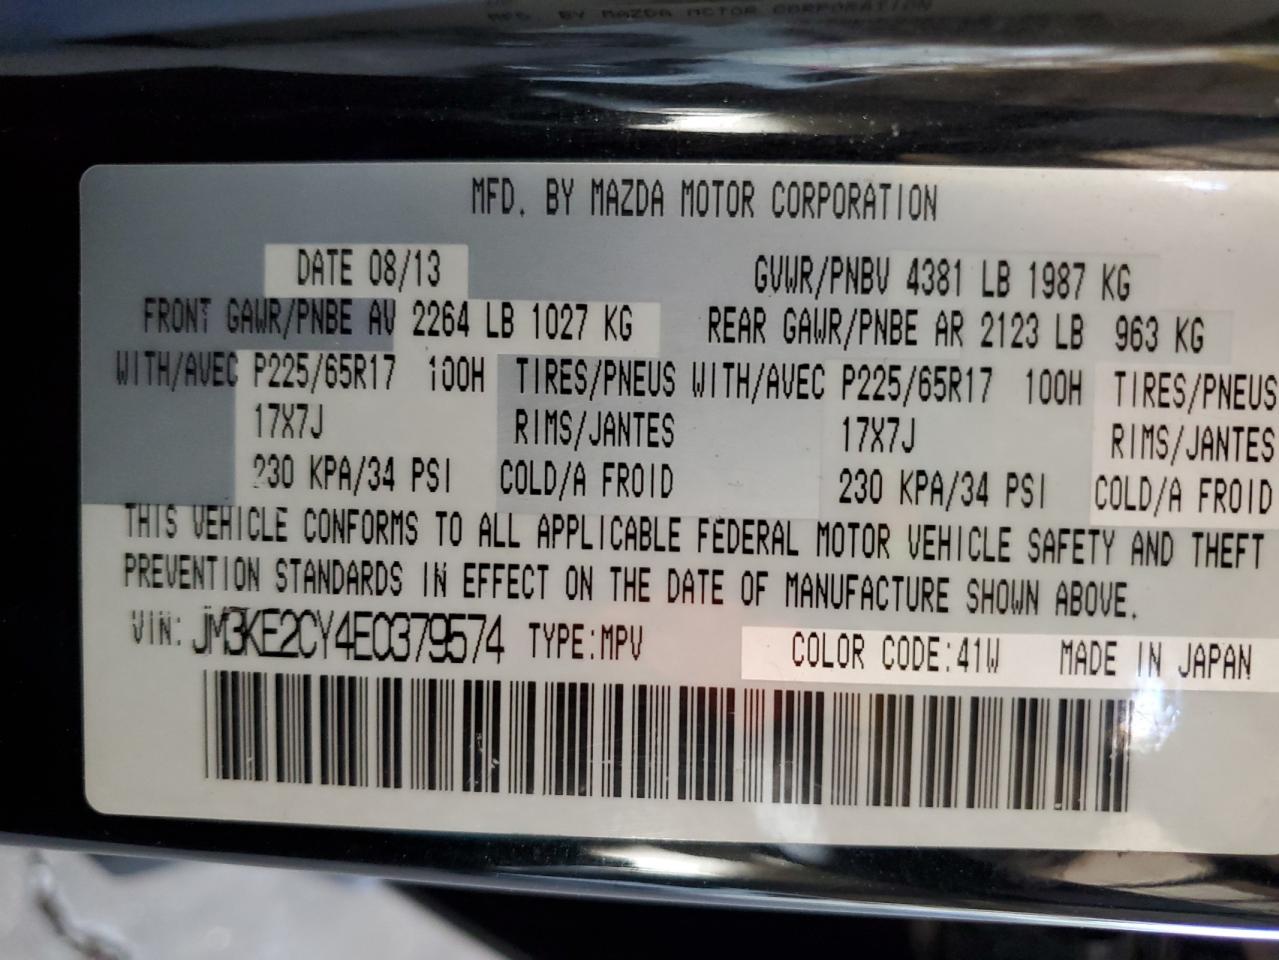 MFD. BY MAZDA MOTOR CORPORATION
MFD. BY MAZDA MOTOR CORPORATION
DATE 08/13 GVWR/PNBV 4381 LB 1987 KG
FRONT GAWR/PNBE AV 2264 LB 1027 KG REAR GAWR/PNBE AR 2123 LB 963 KG
WITH/AVEC P225/65R17 100H TIRES/PNEUS WITH/AVEC P225/65R17 100H TIRES/PNEUS
17X7J RIMS/JANTES 17X7J RIMS/JANTES
230 KPA/34 PSI COLD/A FROID 230 KPA/34 PSI COLD/A FROID
THIS VEHICLE CONFORMS TO ALL APPLICABLE FEDERAL MOTOR VEHICLE SAFETY AND THEFT
PREVENTION STANDARDS IN EFFECT ON THE DATE OF MANUFACTURE SHOWN ABOVE.
VIN: JM3KE2CY4E0379574 TYPE:MPV COLOR CODE:41W MADE IN JAPAN